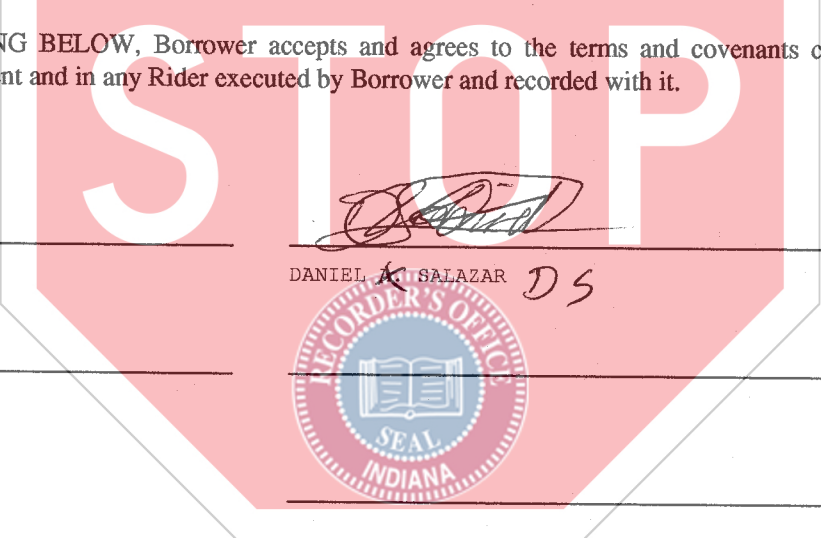 STOP
NG BELOW, Borrower accepts and agrees to the terms and covenants c
nt and in any Rider executed by Borrower and recorded with it.
DANIEL A. SALAZAR DS
RECORDER'S OFFICE
SEAL
INDIANA